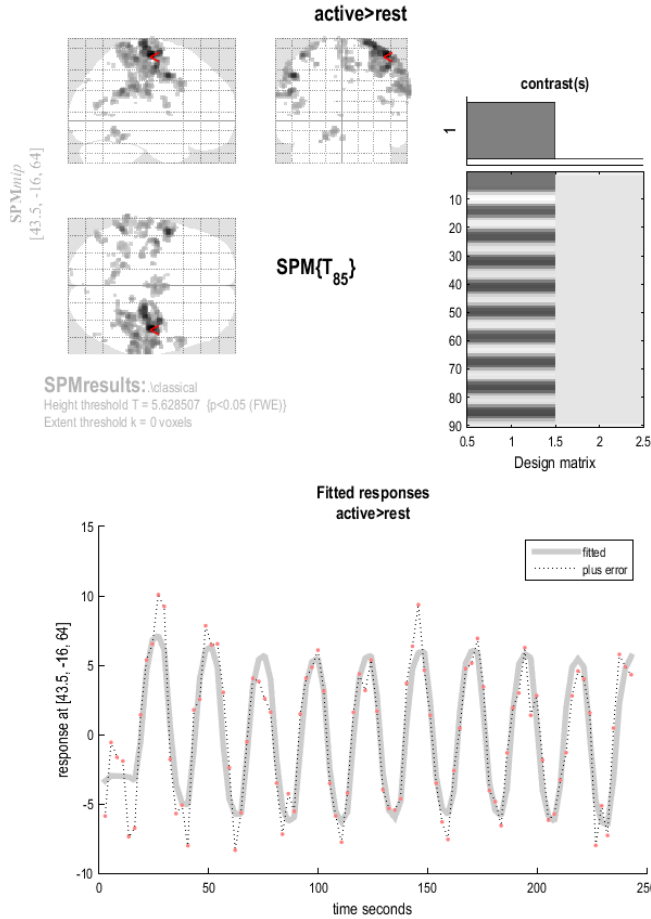 active>rest
SPMmip
[43.5, -16, 64]
SPM{T85}
contrast(s)
1
10
20
30
40
50
60
70
80
90
0.5 1 1.5 2 2.5
Design matrix
SPMresults: .\classical
Height threshold T = 5.628507 {p<0.05 (FWE)}
Extent threshold k = 0 voxels
Fitted responses
active>rest
fitted
plus error
15
10
5
0
-5
-10
response at [43.5, -16, 64]
0 50 100 150 200 250
time seconds